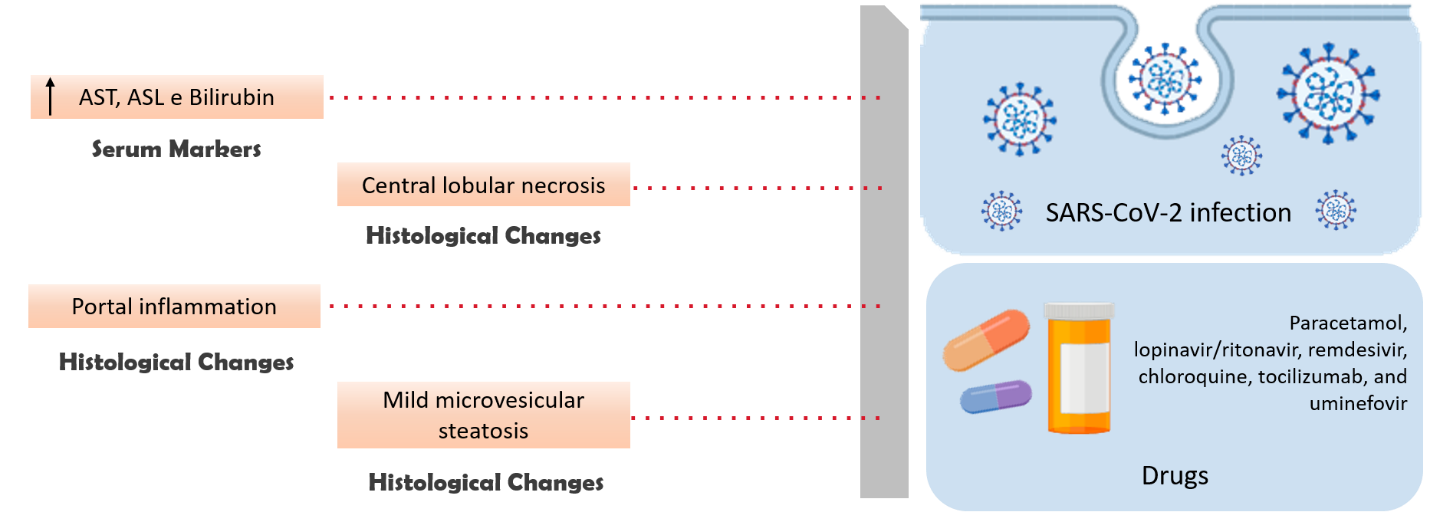 AST, ASL e Bilirubin
Serum Markers
Central lobular necrosis
Histological Changes
Portal inflammation
Histological Changes
Mild microvesicular
steatosis
Histological Changes
SARS-CoV-2 infection
Paracetamol,
lopinavir/ritonavir, remdesivir,
chloroquine, tocilizumab, and
uminefovir
Drugs